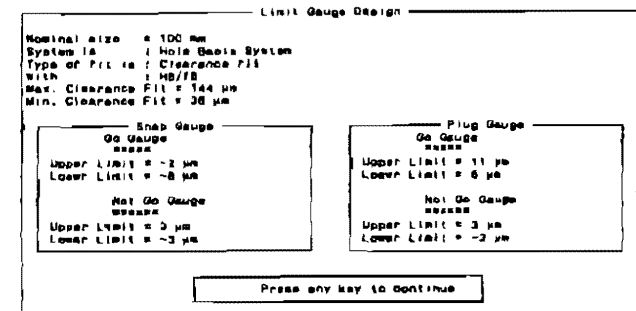 Limit Gauge Design
Nominal size = 100 mm
System is : Hole Basis System
Type of Fit is : Clearance Fit
With : H8/f8
Max. Clearance Fit = 144 µm
Min. Clearance Fit = 36 µm
Snap Gauge
Go Gauge
=====
Upper Limit = -2 µm
Lower Limit = -8 µm
Not Go Gauge
======
Upper Limit = 3 µm
Lower Limit = -3 µm
Plug Gauge
Go Gauge
=====
Upper Limit = 11 µm
Lower Limit = 6 µm
Not Go Gauge
======
Upper Limit = 3 µm
Lower Limit = -3 µm
Press any key to continue